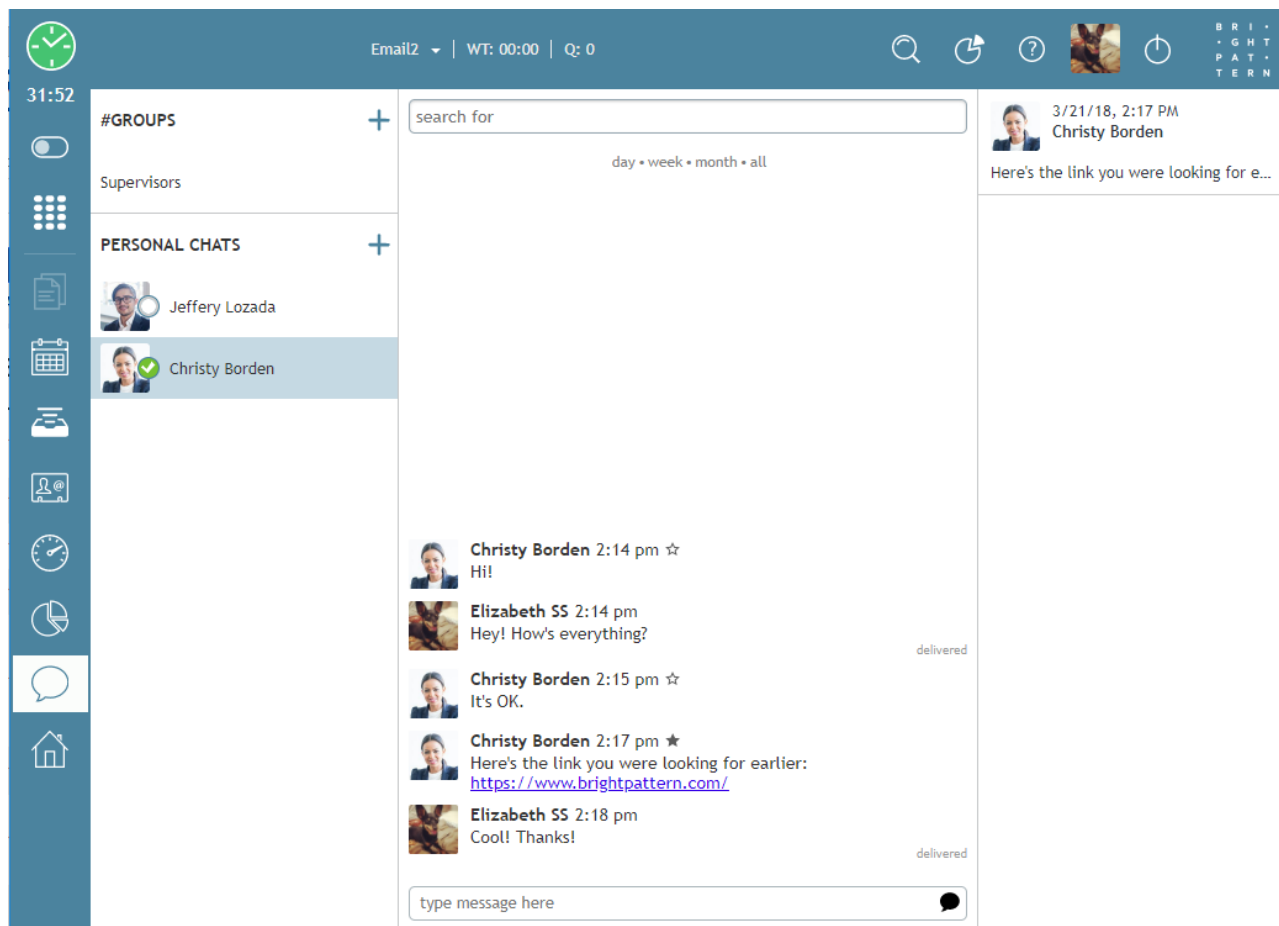 Email2 WT: 00:00 Q: 0
BRI·
·GHT
PAT·
TERN
31:52
#GROUPS
Supervisors
PERSONAL CHATS
Jeffery Lozada
Christy Borden
search for
day • week • month • all
Christy Borden 2:14 pm ☆
Hi!
Elizabeth SS 2:14 pm
Hey! How's everything?
delivered
Christy Borden 2:15 pm ☆
It's OK.
Christy Borden 2:17 pm ★
Here's the link you were looking for earlier:
https://www.brightpattern.com/
Elizabeth SS 2:18 pm
Cool! Thanks!
delivered
type message here
3/21/18, 2:17 PM
Christy Borden
Here's the link you were looking for e...